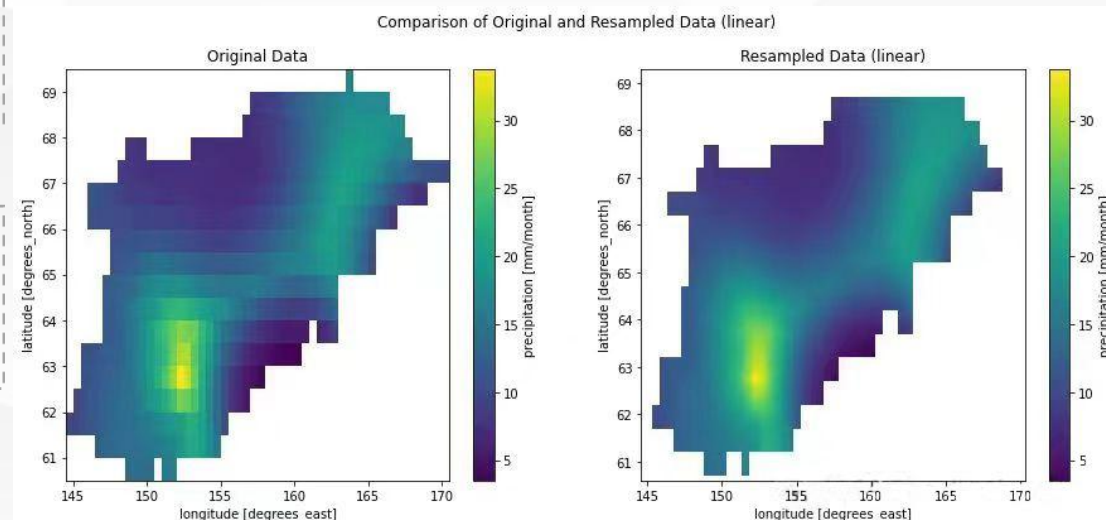 Comparison of Original and Resampled Data (linear)
Original Data
69
68
67
66
65
64
63
62
61
latitude [degrees_north]
145 150 155 160 165 170
longitude [degrees_east]
30
25
20
15
10
5
precipitation [mm/month]
Resampled Data (linear)
69
68
67
66
65
64
63
62
61
latitude [degrees_north]
145 150 155 160 165 170
longitude [degrees_east]
30
25
20
15
10
5
precipitation [mm/month]